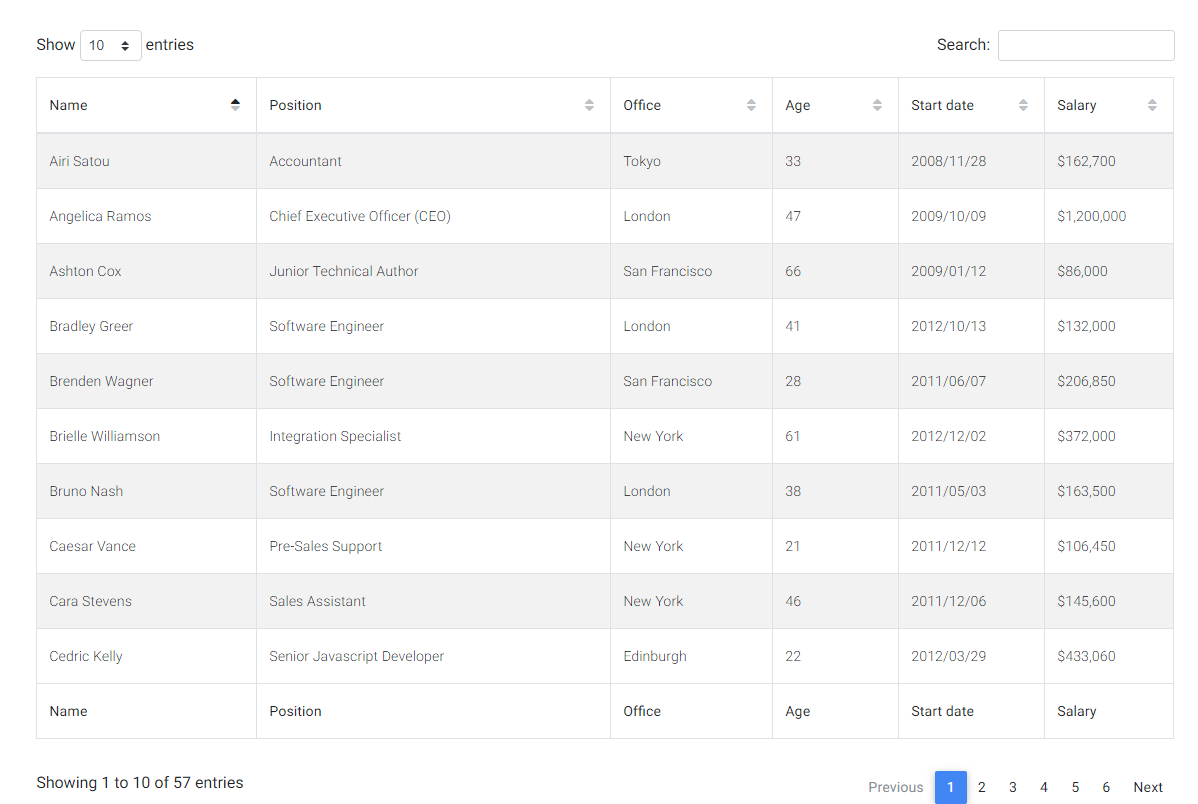 Show 10 entries Search:
Name Position Office Age Start date Salary
Airi Satou Accountant Tokyo 33 2008/11/28 $162,700
Angelica Ramos Chief Executive Officer (CEO) London 47 2009/10/09 $1,200,000
Ashton Cox Junior Technical Author San Francisco 66 2009/01/12 $86,000
Bradley Greer Software Engineer London 41 2012/10/13 $132,000
Brenden Wagner Software Engineer San Francisco 28 2011/06/07 $206,850
Brielle Williamson Integration Specialist New York 61 2012/12/02 $372,000
Bruno Nash Software Engineer London 38 2011/05/03 $163,500
Caesar Vance Pre-Sales Support New York 21 2011/12/12 $106,450
Cara Stevens Sales Assistant New York 46 2011/12/06 $145,600
Cedric Kelly Senior Javascript Developer Edinburgh 22 2012/03/29 $433,060
Name Position Office Age Start date Salary
Showing 1 to 10 of 57 entries Previous 1 2 3 4 5 6 Next